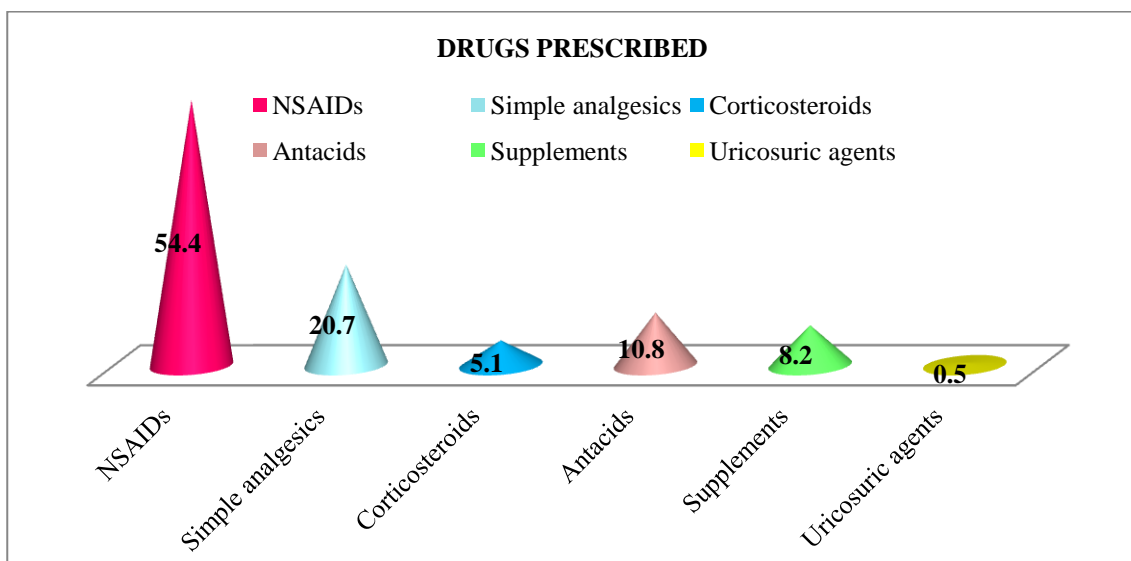 DRUGS PRESCRIBED
NSAIDs Simple analgesics Corticosteroids
Antacids Supplements Uricosuric agents
54.4
20.7
5.1
10.8
8.2
0.5
NSAIDs
Simple analgesics
Corticosteroids
Antacids
Supplements
Uricosuric agents